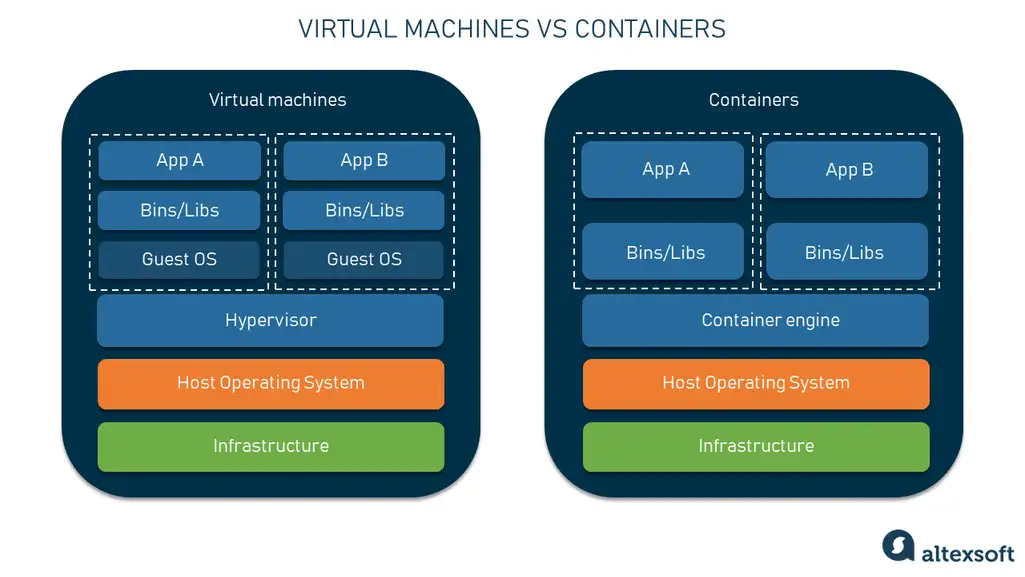 VIRTUAL MACHINES VS CONTAINERS
Virtual machines
App A
App B
Bins/Libs
Bins/Libs
Guest OS
Guest OS
Hypervisor
Host Operating System
Infrastructure
Containers
App A
App B
Bins/Libs
Bins/Libs
Container engine
Host Operating System
Infrastructure
altexsoft